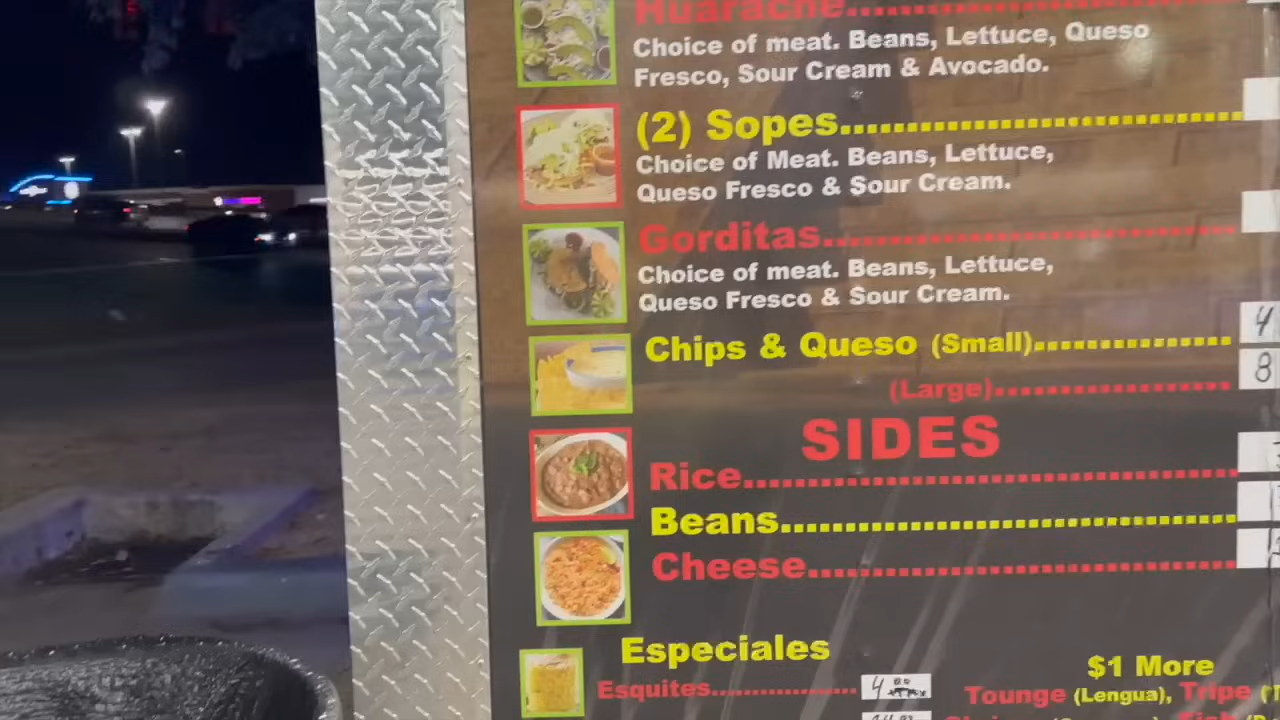 Huarache
Choice of meat. Beans, Lettuce, Queso
Fresco, Sour Cream & Avocado.
(2) Sopes
Choice of Meat. Beans, Lettuce,
Queso Fresco & Sour Cream.
Gorditas
Choice of meat. Beans, Lettuce,
Queso Fresco & Sour Cream.
Chips & Queso (Small) 4
(Large) 8
SIDES
Rice
Beans
Cheese
Especiales
$1 More
Esquites 4
Tounge (Lengua), Tripe